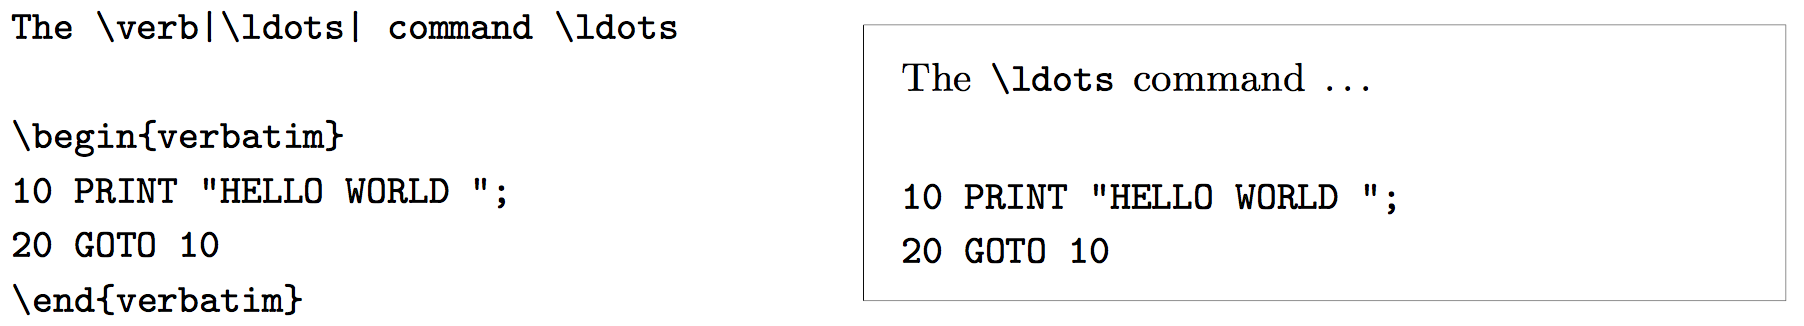 The \verb|\ldots| command \ldots
\begin{verbatim}
10 PRINT "HELLO WORLD ";
20 GOTO 10
\end{verbatim}
The \ldots command ...
10 PRINT "HELLO WORLD ";
20 GOTO 10